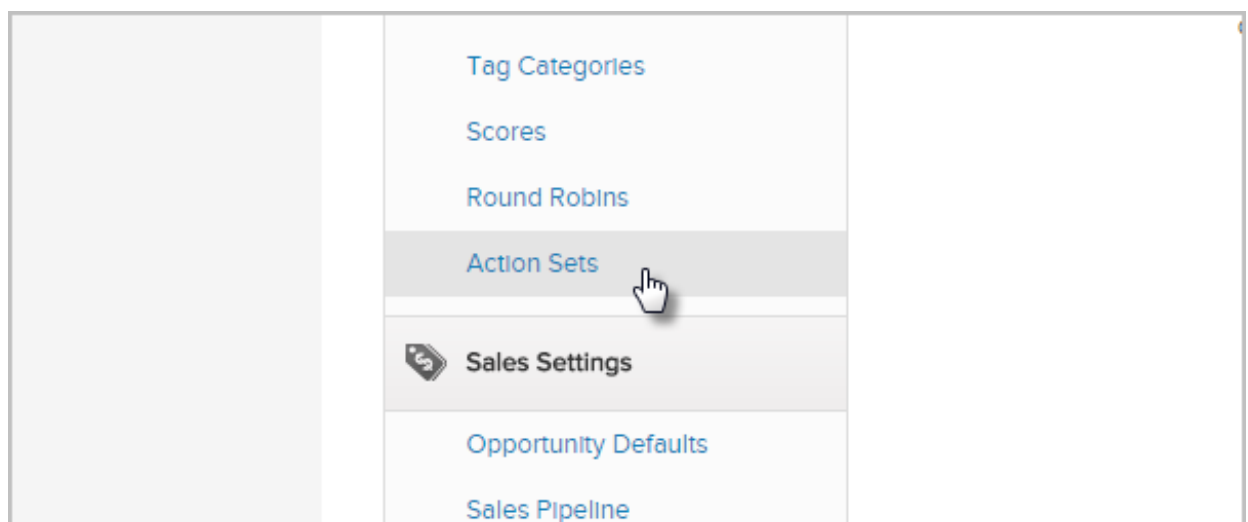 Tag Categories
Scores
Round Robins
Action Sets
Sales Settings
Opportunity Defaults
Sales Pipeline